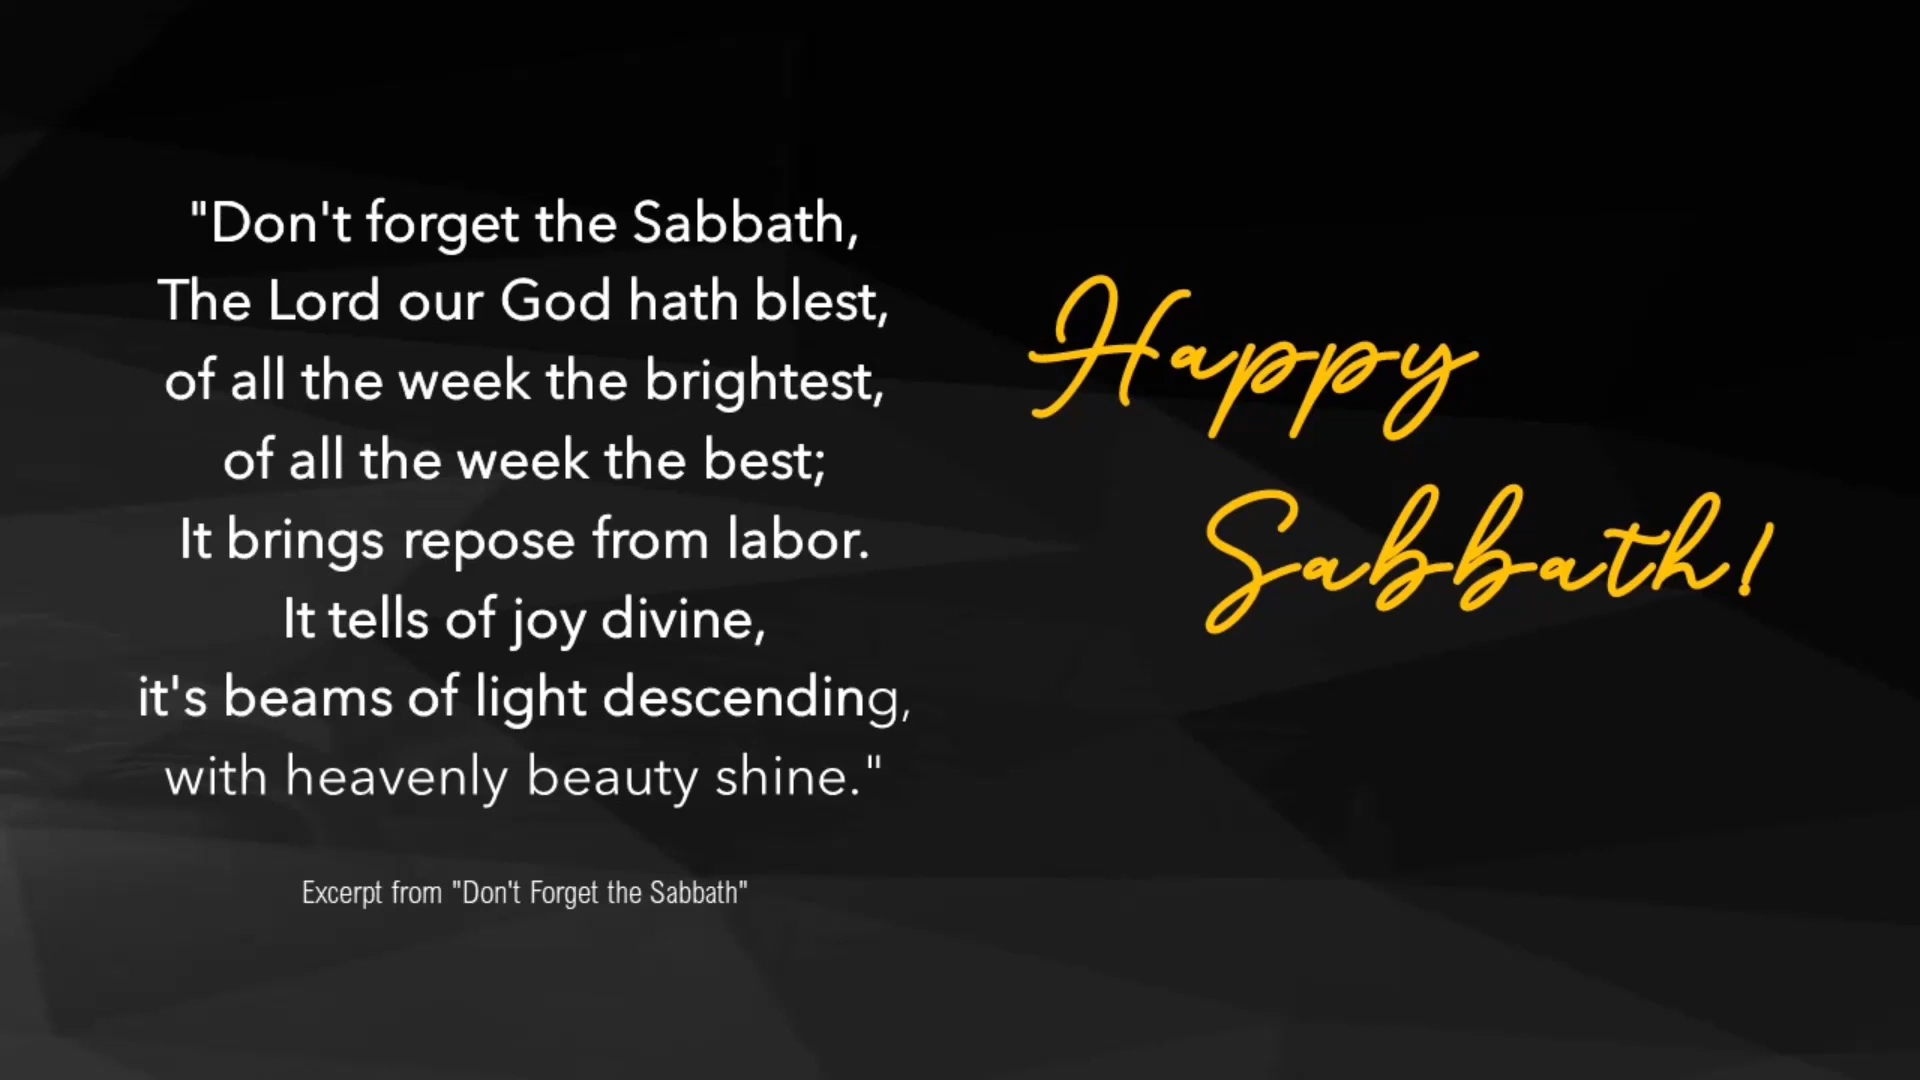 "Don't forget the Sabbath,
The Lord our God hath blest,
of all the week the brightest,
of all the week the best;
It brings repose from labor.
It tells of joy divine,
it's beams of light descending,
with heavenly beauty shine."
Excerpt from "Don't Forget the Sabbath"
Happy
Sabbath!